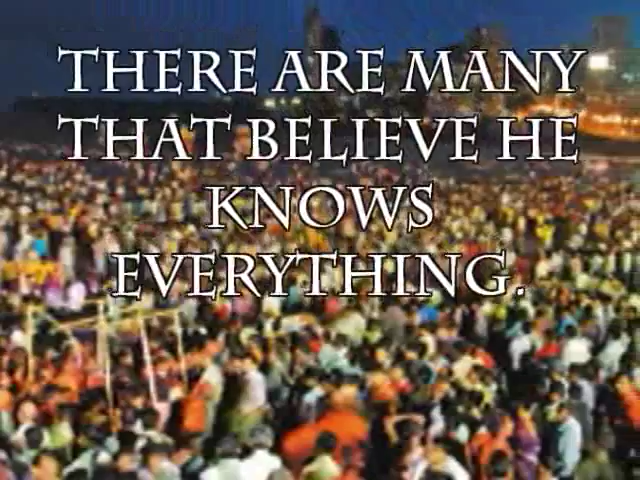 THERE ARE MANY
THAT BELIEVE HE
KNOWS
EVERYTHING.